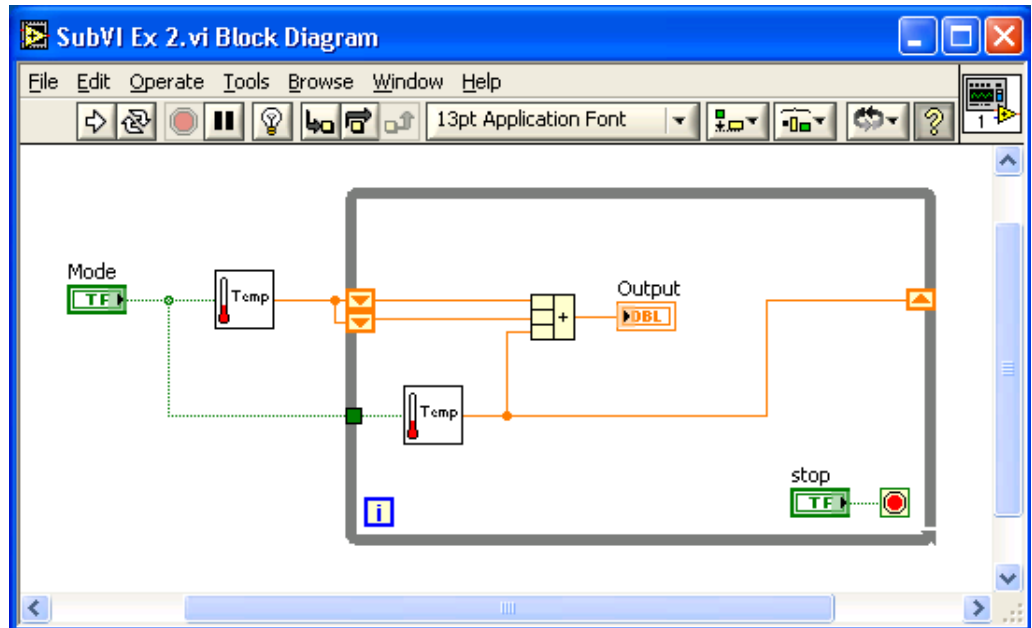 SubVI Ex 2.vi Block Diagram
File Edit Operate Tools Browse Window Help
13pt Application Font
?
1
Mode
TF
Temp
Output
DBL
+
Temp
stop
TF
i